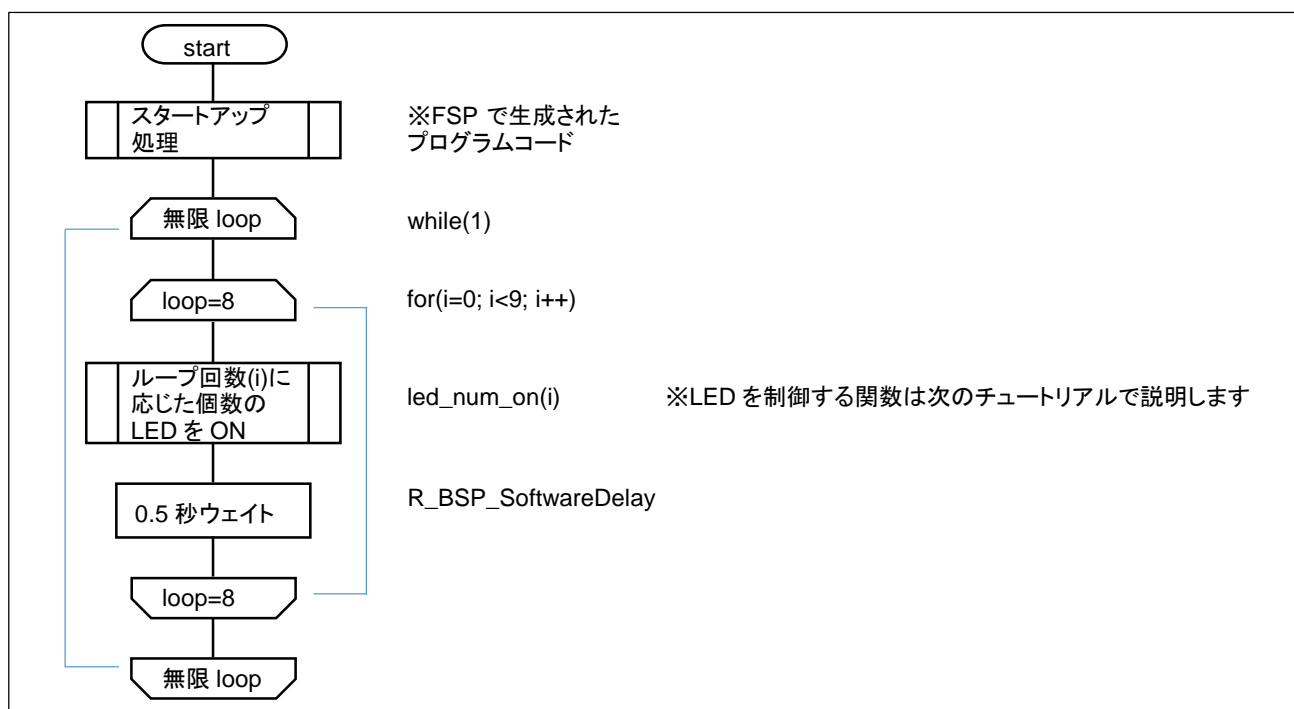 start
スタートアップ
処理
※FSP で生成された
プログラムコード
無限 loop
while(1)
loop=8
for(i=0; i<9; i++)
ループ回数(i)に
応じた個数の
LED を ON
led_num_on(i)
※LED を制御する関数は次のチュートリアルで説明します
0.5 秒ウェイト
R_BSP_SoftwareDelay
loop=8
無限 loop